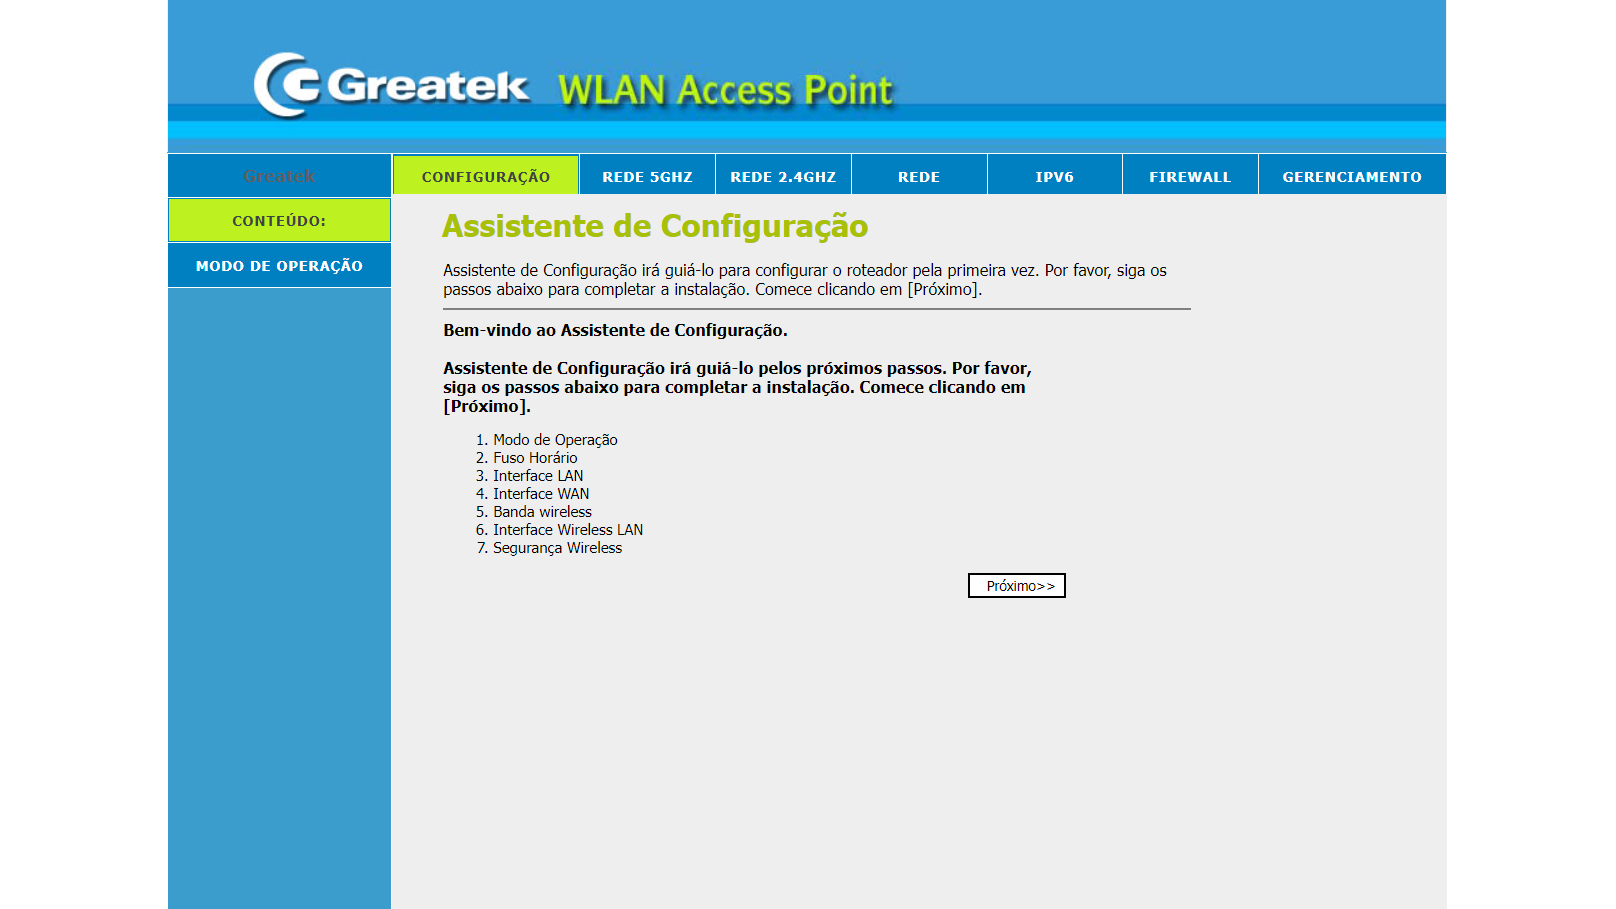 Greatek WLAN Access Point
Greatek
CONFIGURAÇÃO
REDE 5GHZ
REDE 2.4GHZ
REDE
IPV6
FIREWALL
GERENCIAMENTO
CONTEÚDO:
MODO DE OPERAÇÃO
Assistente de Configuração
Assistente de Configuração irá guiá-lo para configurar o roteador pela primeira vez. Por favor, siga os
passos abaixo para completar a instalação. Comece clicando em [Próximo].
Bem-vindo ao Assistente de Configuração.
Assistente de Configuração irá guiá-lo pelos próximos passos. Por favor,
siga os passos abaixo para completar a instalação. Comece clicando em
[Próximo].
1. Modo de Operação
2. Fuso Horário
3. Interface LAN
4. Interface WAN
5. Banda wireless
6. Interface Wireless LAN
7. Segurança Wireless
Próximo>>